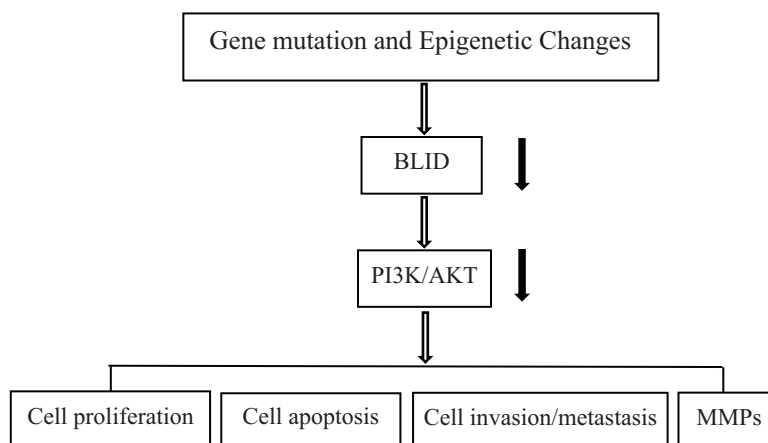 Gene mutation and Epigenetic Changes
BLID
PI3K/AKT
Cell proliferation
Cell apoptosis
Cell invasion/metastasis
MMPs